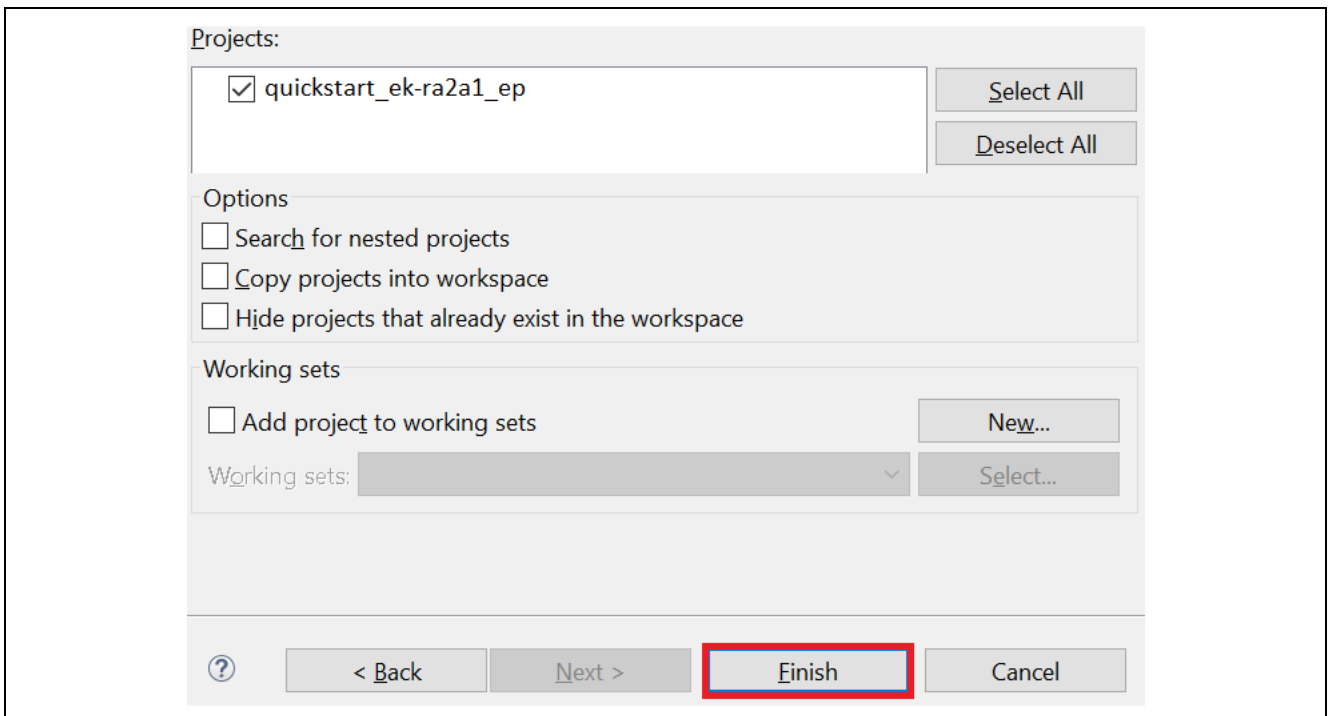 Projects:
quickstart_ek-ra2a1_ep
Select All
Deselect All
Options
Search for nested projects
Copy projects into workspace
Hide projects that already exist in the workspace
Working sets
Add project to working sets
New...
Working sets:
Select...
?
< Back
Next >
Finish
Cancel